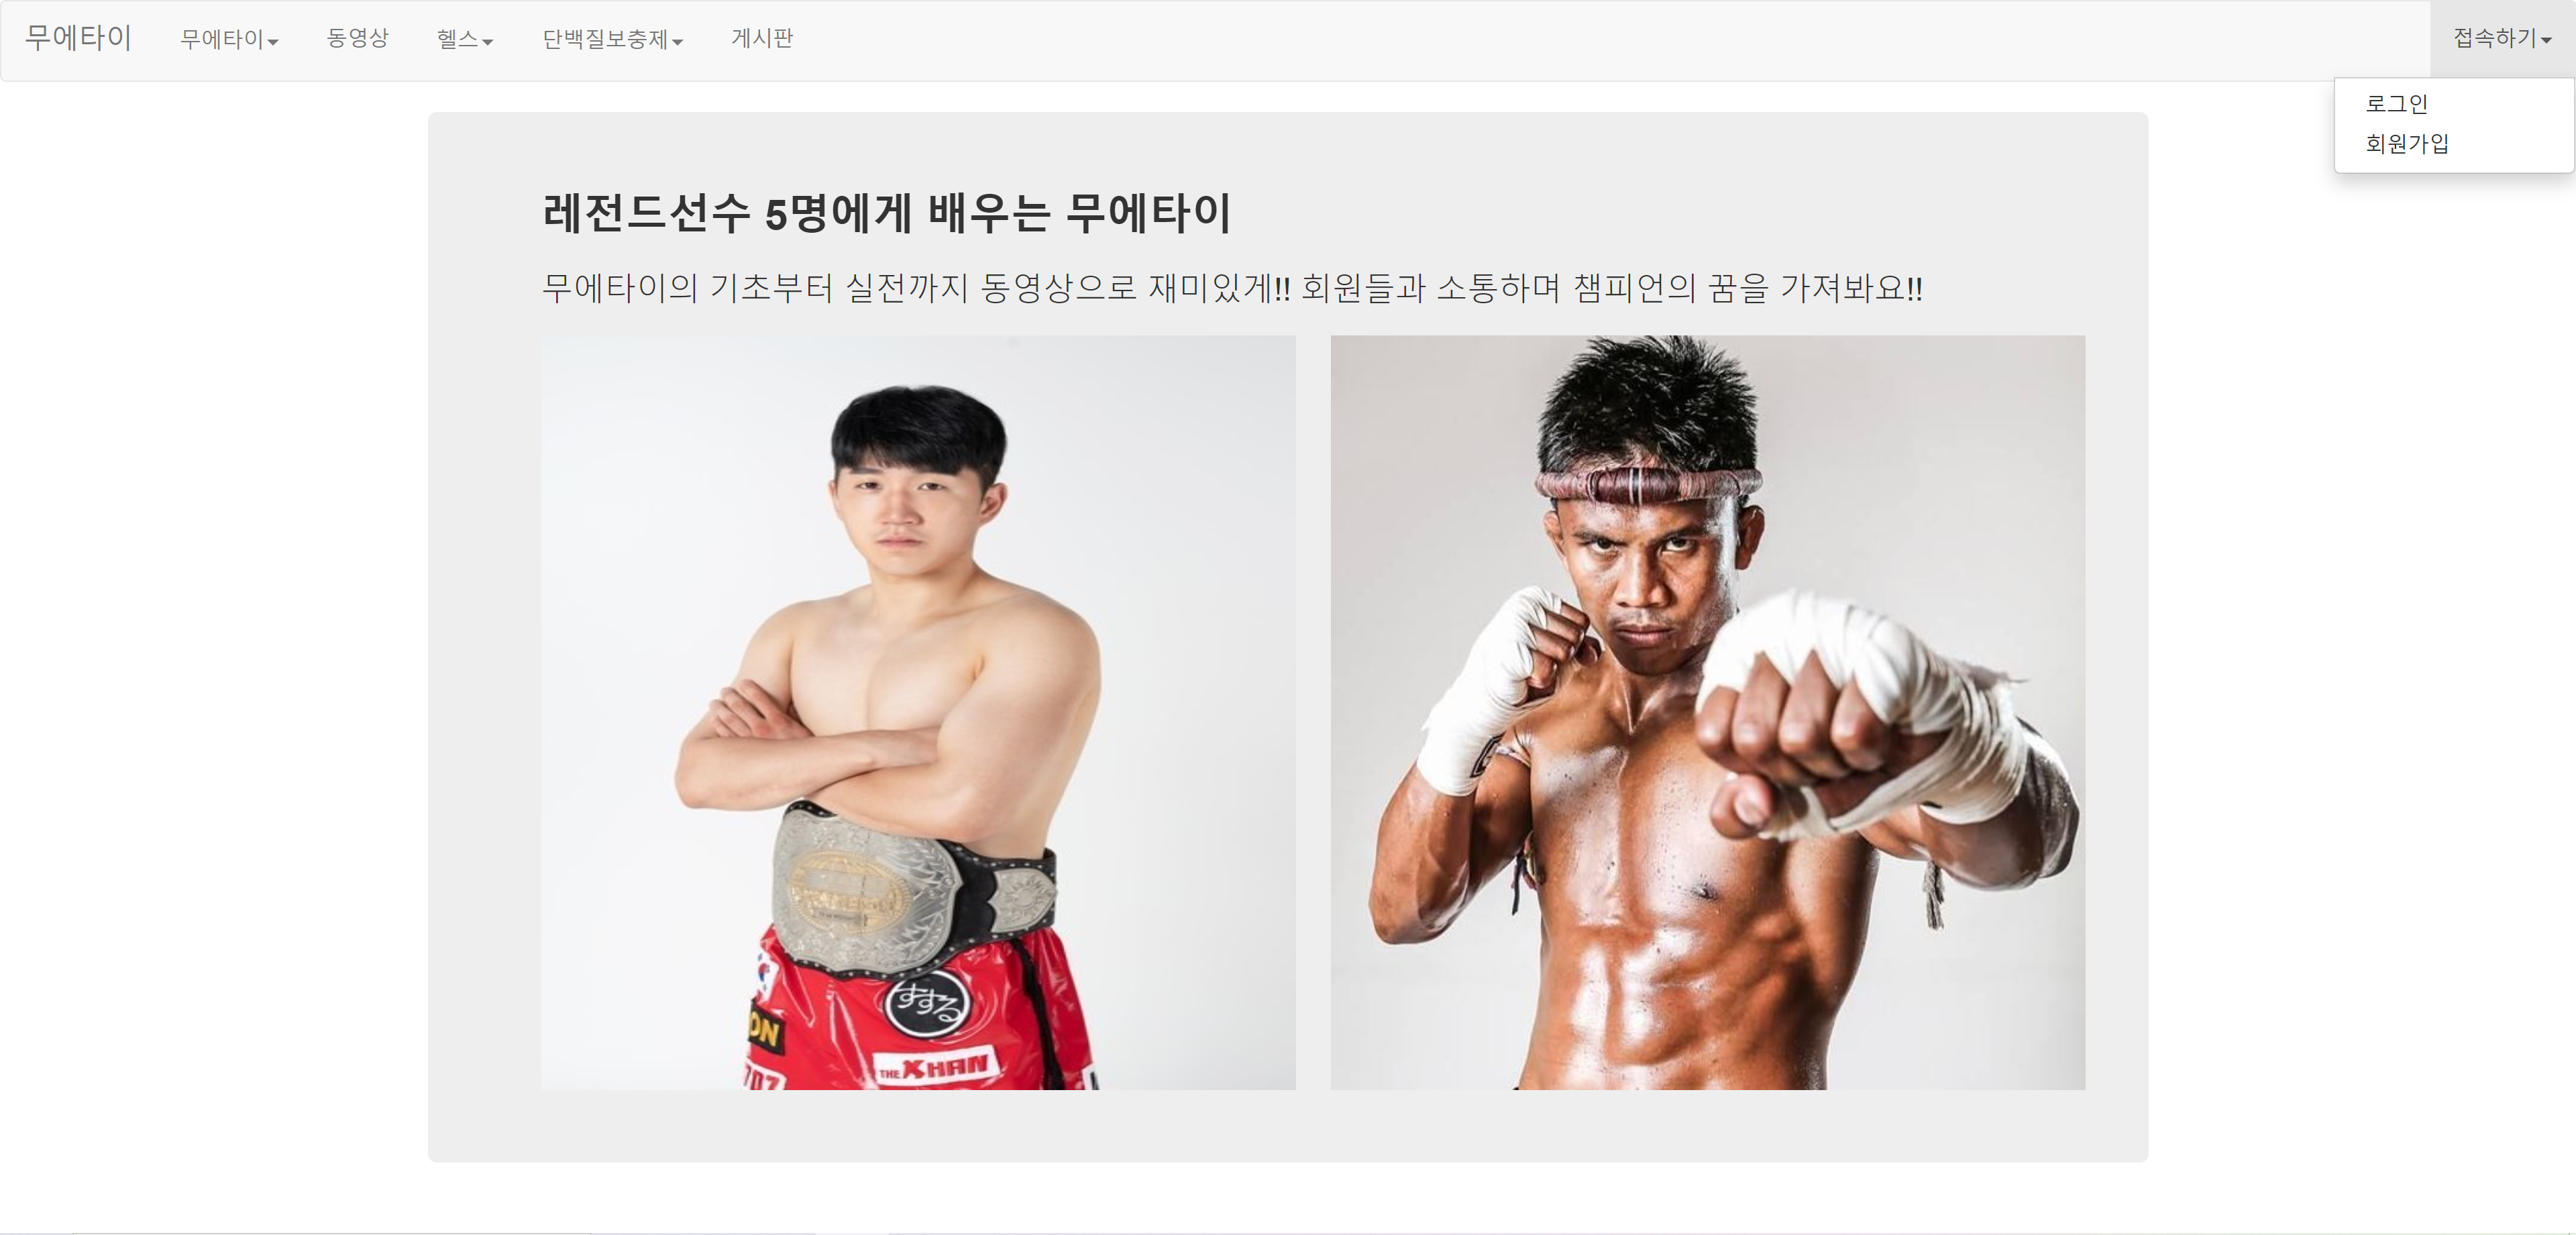 무에타이
무에타이
동영상
헬스
단백질보충제
게시판
접속하기
로그인
회원가입
레전드선수 5명에게 배우는 무에타이
무에타이의 기초부터 실전까지 동영상으로 재미있게!! 회원들과 소통하며 챔피언의 꿈을 가져봐요!!
すする
ON
THE KHAN
707